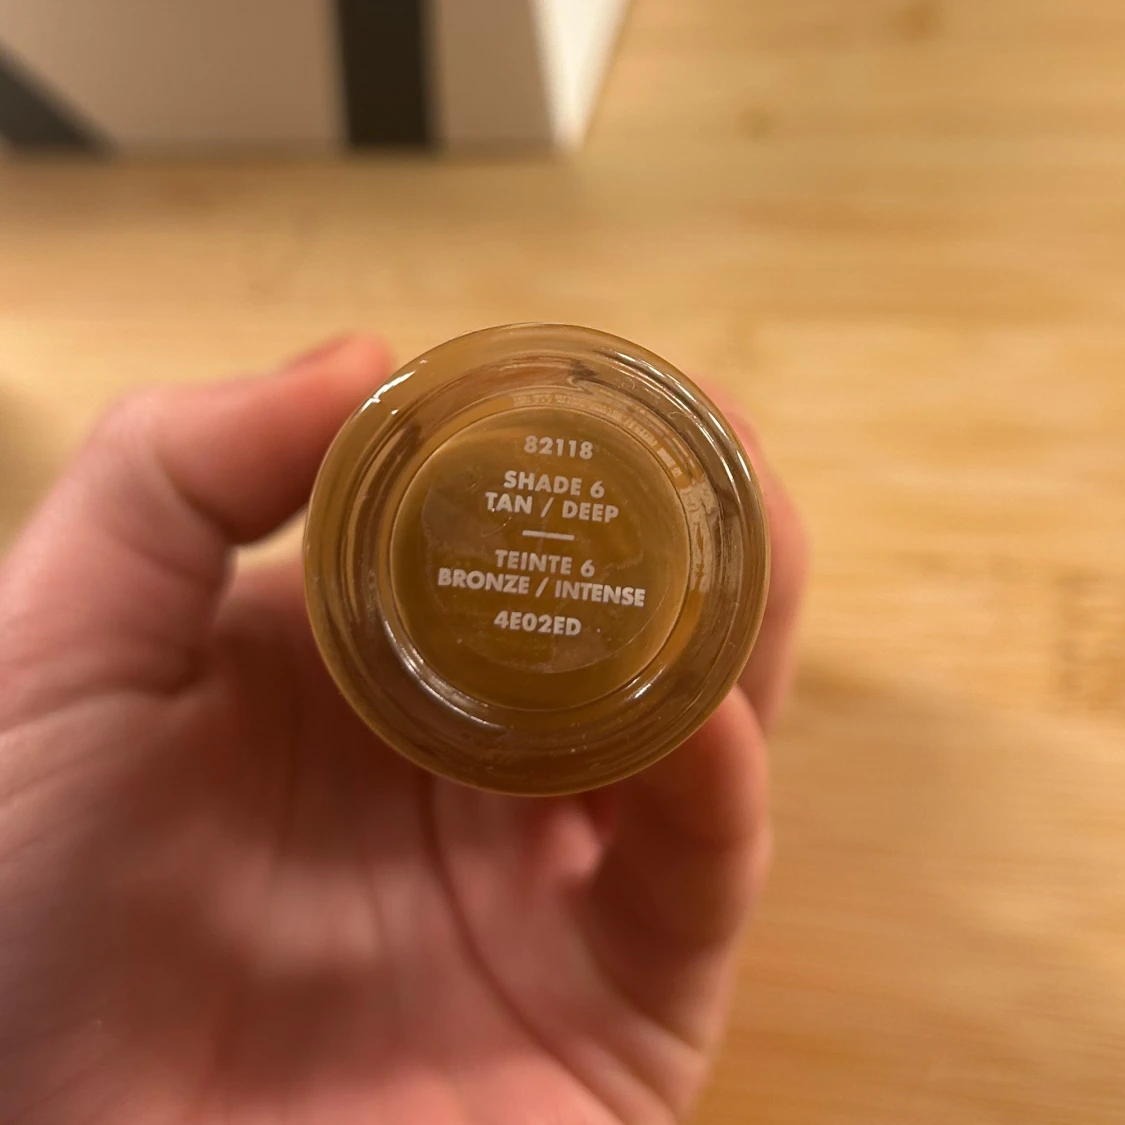 82118
SHADE 6
TAN / DEEP
TEINTE 6
BRONZE / INTENSE
4E02ED